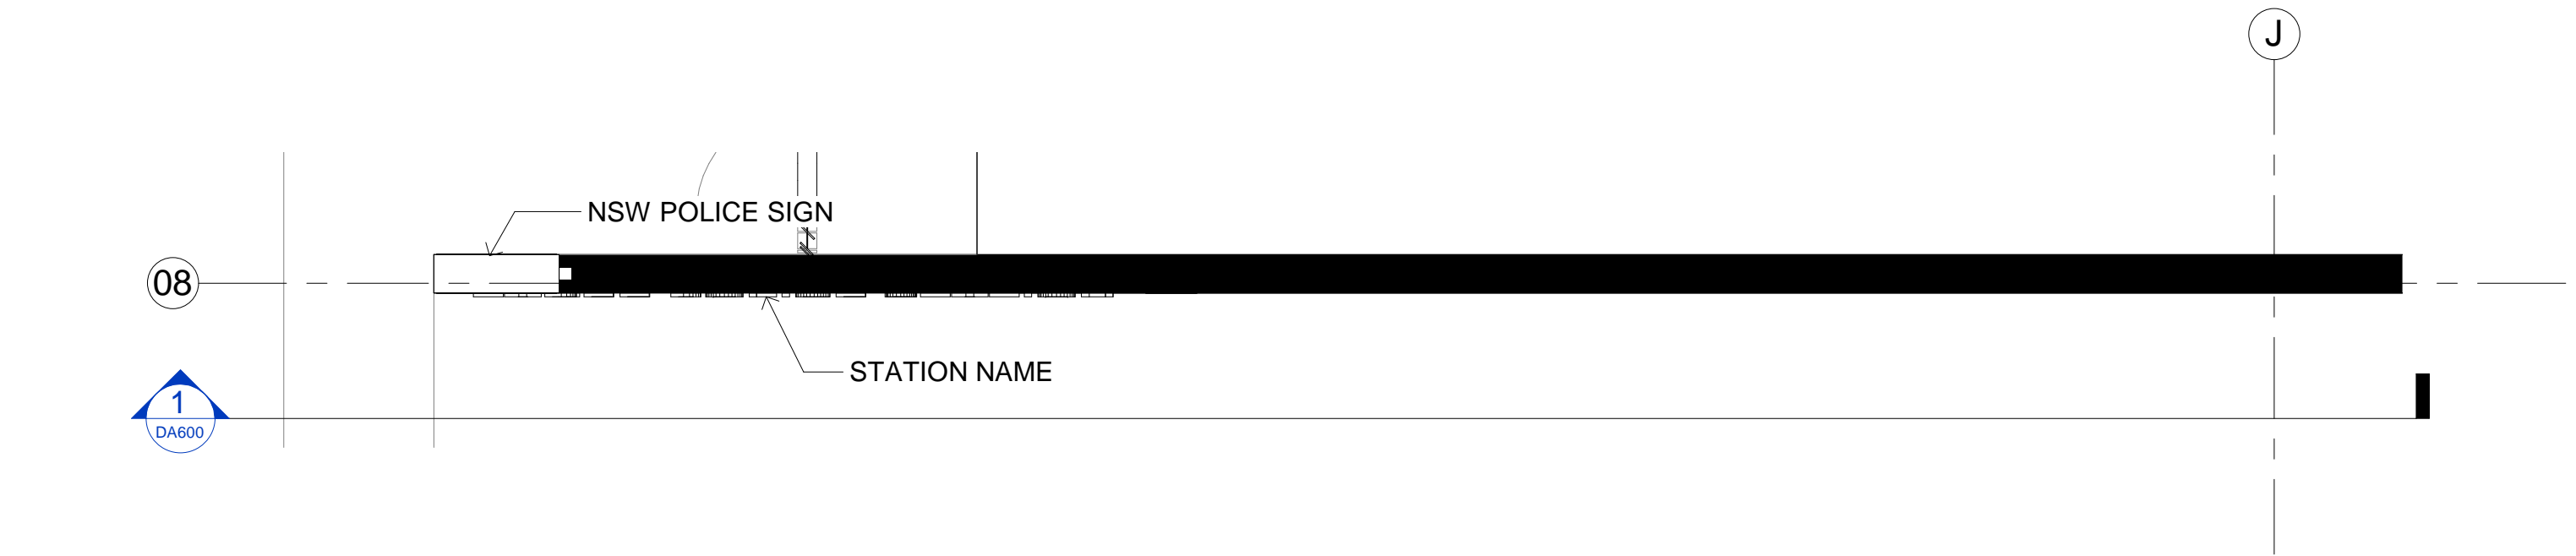 J
NSW POLICE SIGN
08
STATION NAME
1
DA600